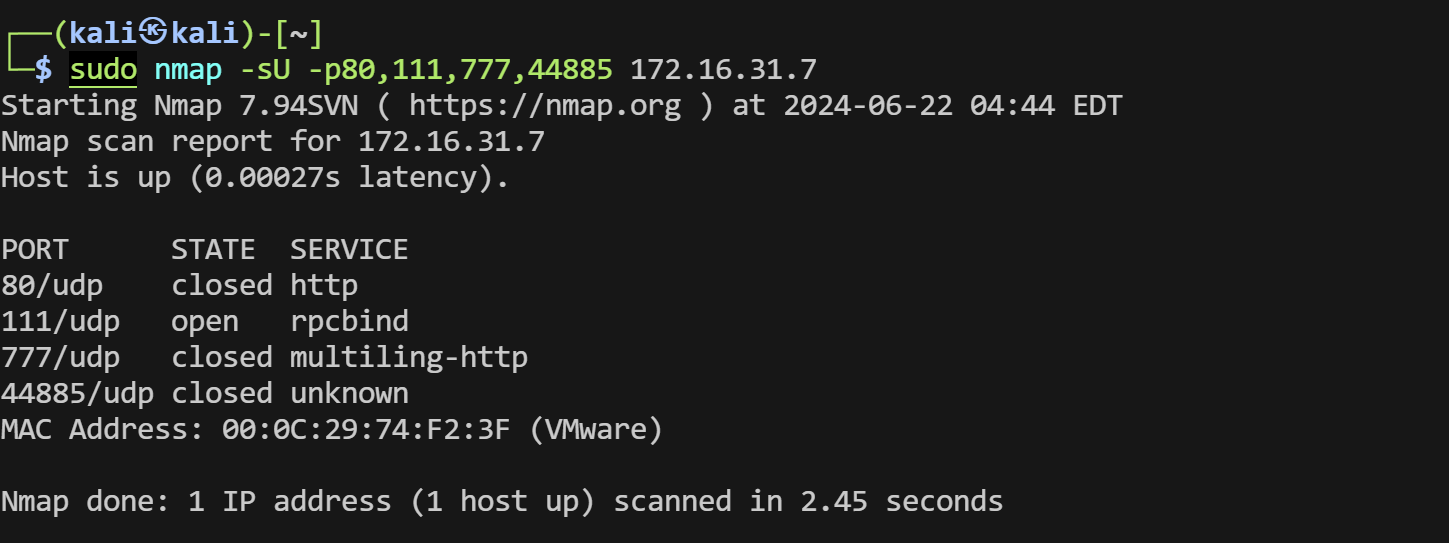 ┌──(kali㉿kali)-[~]
└─$ sudo nmap -sU -p80,111,777,44885 172.16.31.7
Starting Nmap 7.94SVN ( https://nmap.org ) at 2024-06-22 04:44 EDT
Nmap scan report for 172.16.31.7
Host is up (0.00027s latency).

PORT      STATE  SERVICE
80/udp    closed http
111/udp   open   rpcbind
777/udp   closed multiling-http
44885/udp closed unknown
MAC Address: 00:0C:29:74:F2:3F (VMware)

Nmap done: 1 IP address (1 host up) scanned in 2.45 seconds